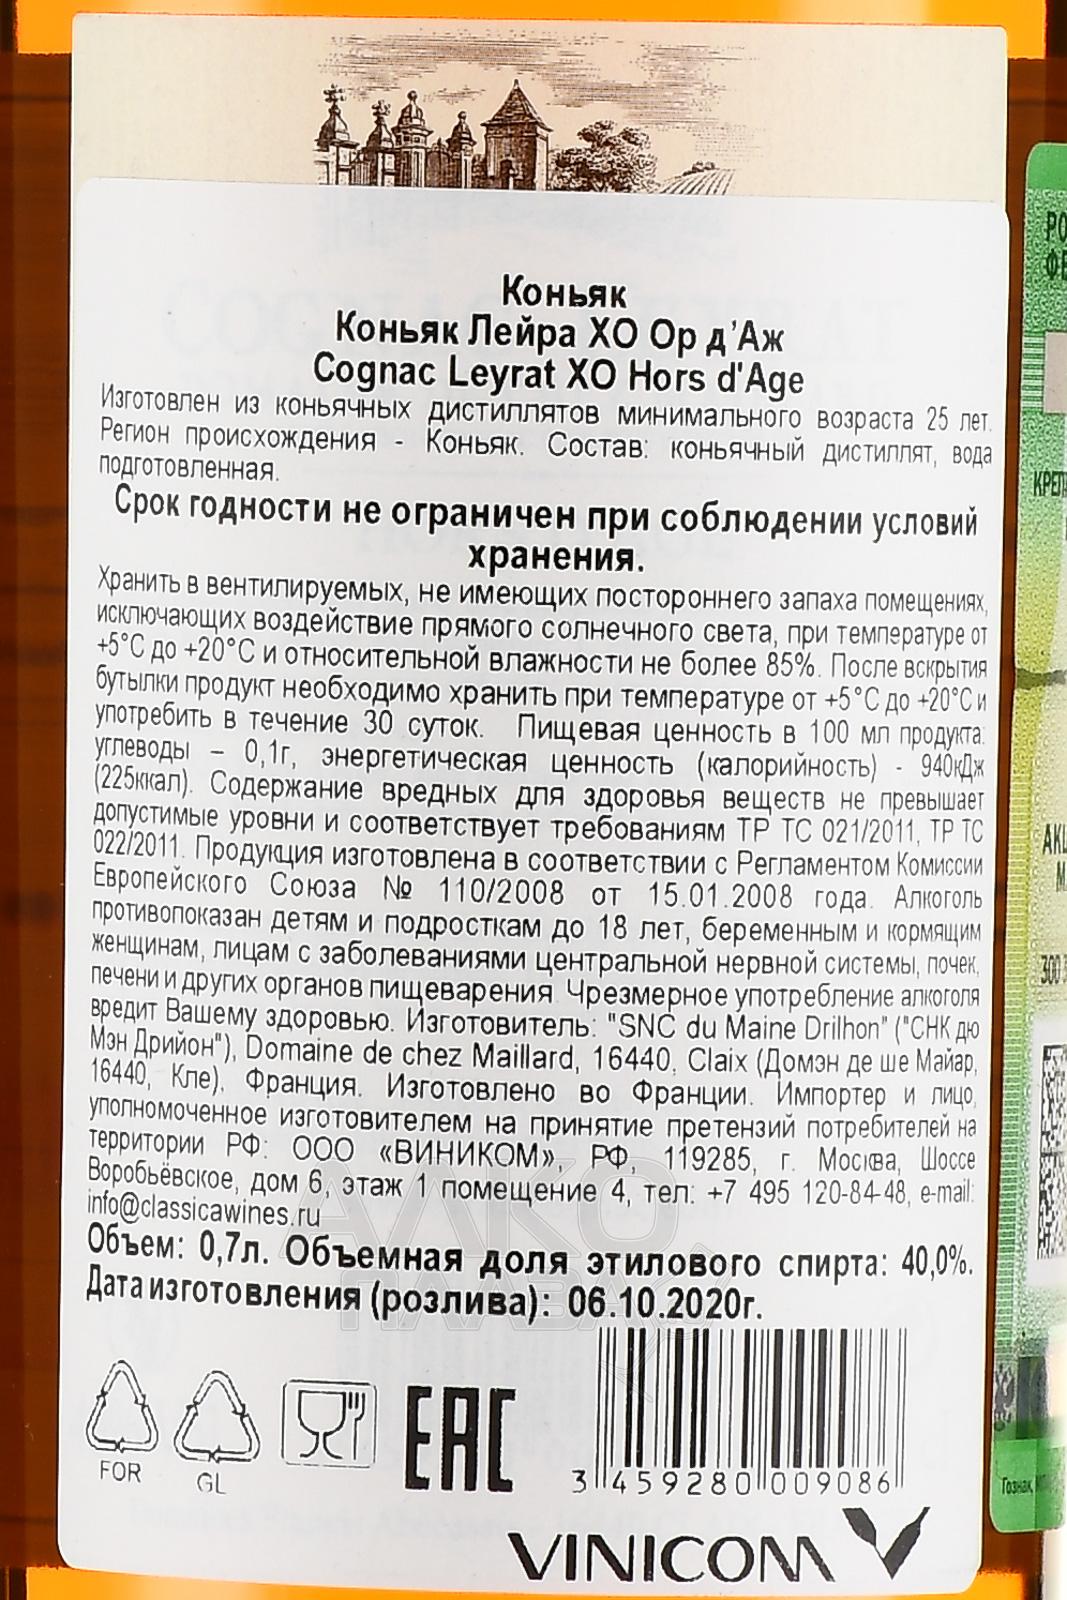 Коньяк
Коньяк Лейра ХО Ор д'Аж
Cognac Leyrat XO Hors d'Age
Изготовлен из коньячных дистиллятов минимального возраста 25 лет.
Регион происхождения - Коньяк. Состав: коньячный дистиллят, вода
подготовленная.
Срок годности не ограничен при соблюдении условий
хранения.
Хранить в вентилируемых, не имеющих постороннего запаха помещениях,
исключающих воздействие прямого солнечного света, при температуре от
+5°C до +20°C и относительной влажности не более 85%. После вскрытия
бутылки продукт необходимо хранить при температуре от +5°C до +20°C и
употребить в течение 30 суток. Пищевая ценность в 100 мл продукта:
углеводы – 0,1г, энергетическая ценность (калорийность) - 940кДж
(225ккал). Содержание вредных для здоровья веществ не превышает
допустимые уровни и соответствует требованиям ТР ТС 021/2011, ТР ТС
022/2011. Продукция изготовлена в соответствии с Регламентом Комиссии
Европейского Союза № 110/2008 от 15.01.2008 года. Алкоголь
противопоказан детям и подросткам до 18 лет, беременным и кормящим
женщинам, лицам с заболеваниями центральной нервной системы, почек,
печени и других органов пищеварения. Чрезмерное употребление алкоголя
вредит Вашему здоровью. Изготовитель: "SNC du Maine Drilhon" ("СНК дю
Мэн Дрийон"), Domaine de chez Maillard, 16440, Claix (Домэн де ше Майар,
16440, Кле), Франция. Изготовлено во Франции. Импортер и лицо,
уполномоченное изготовителем на принятие претензий потребителей на
территории РФ: ООО «ВИНИКОМ», РФ, 119285, г. Москва, Шоссе
Воробьёвское, дом 6, этаж 1 помещение 4, тел: +7 495 120-84-48, e-mail:
info@classicawines.ru
Объем: 0,7л. Объемная доля этилового спирта: 40,0%.
Дата изготовления (розлива): 06.10.2020г.
FOR
GL
EAC
3 459280 009086
VINICOM
АЛКО
ПЛАЗА